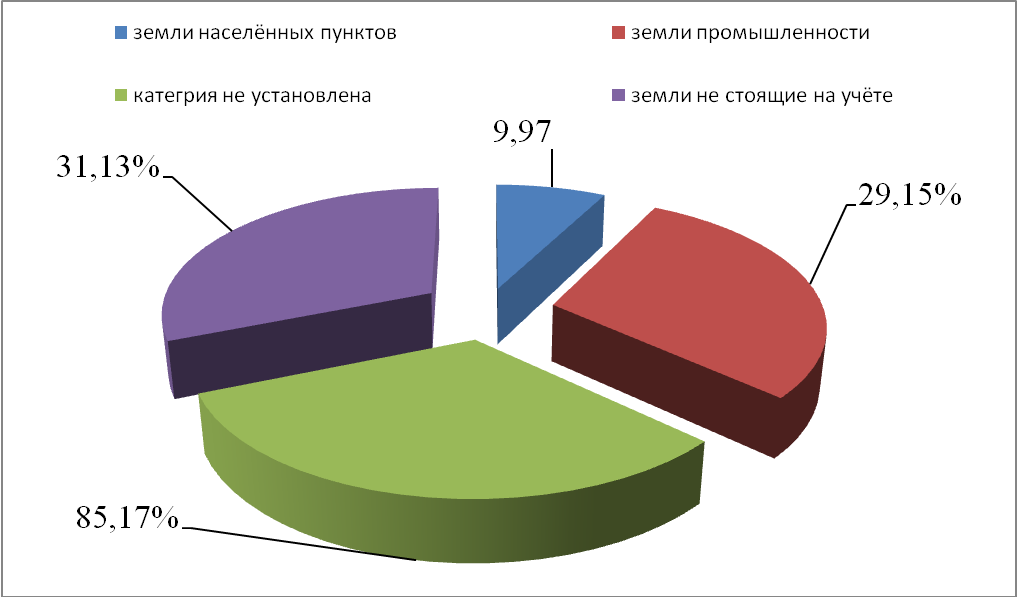 земли населённых пунктов
земли промышленности
категрия не установлена
земли не стоящие на учёте
9,97
31,13%
29,15%
85,17%